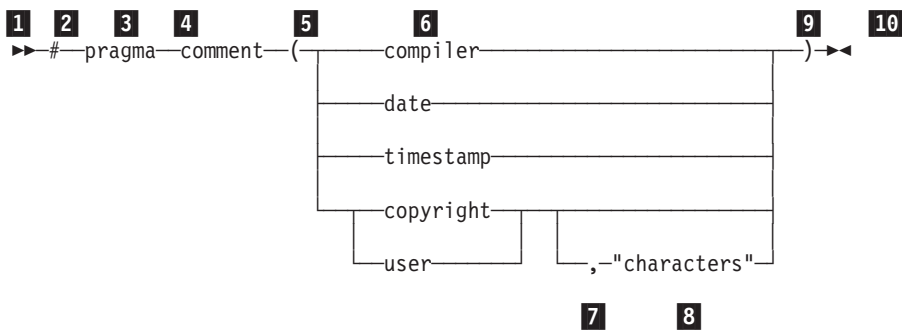 1 2 3 4 5 6 9 10
►►─#──pragma──comment──(──compiler──)─►◄
date
timestamp
copyright
user , "characters"
7 8